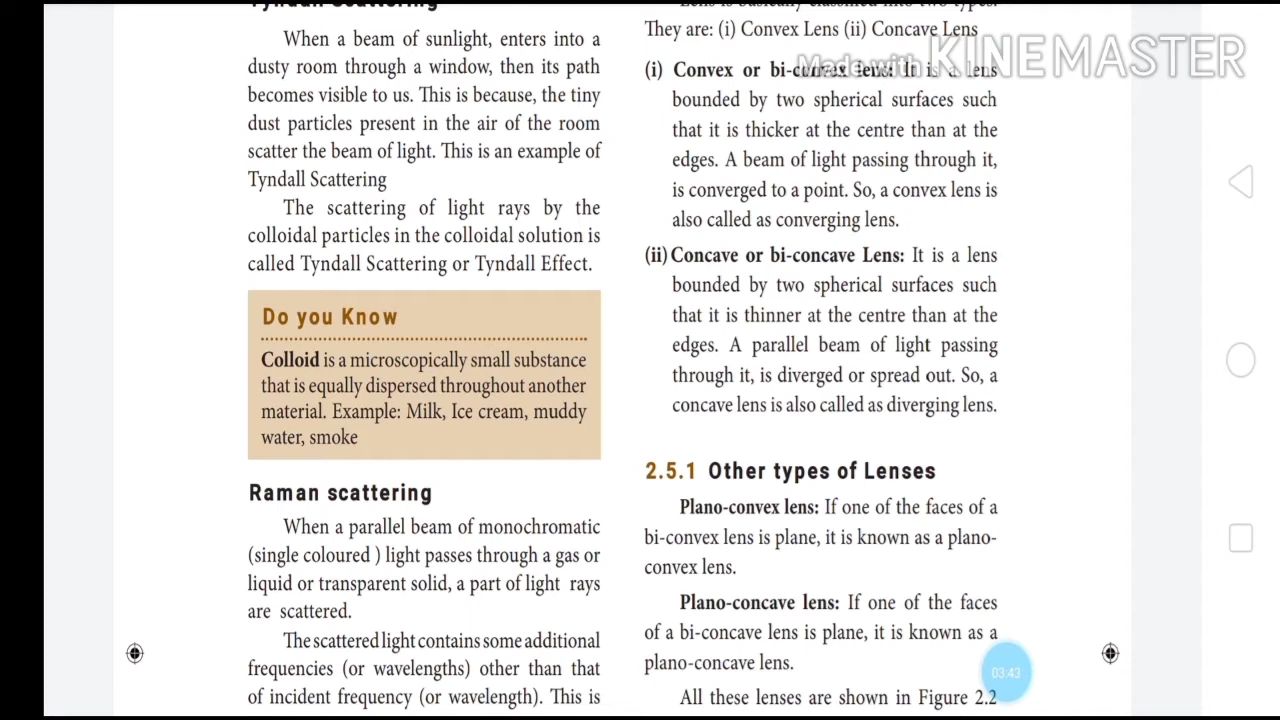 Tyndall Scattering
When a beam of sunlight, enters into a
dusty room through a window, then its path
becomes visible to us. This is because, the tiny
dust particles present in the air of the room
scatter the beam of light. This is an example of
Tyndall Scattering
The scattering of light rays by the
colloidal particles in the colloidal solution is
called Tyndall Scattering or Tyndall Effect.
Do you Know
Colloid is a microscopically small substance
that is equally dispersed throughout another
material. Example: Milk, Ice cream, muddy
water, smoke
Raman scattering
When a parallel beam of monochromatic
(single coloured ) light passes through a gas or
liquid or transparent solid, a part of light rays
are scattered.
The scattered light contains some additional
frequencies (or wavelengths) other than that
of incident frequency (or wavelength). This is
Lens is basically classified into two types.
They are: (i) Convex Lens (ii) Concave Lens
(i) Convex or bi-convex lens: It is a lens
bounded by two spherical surfaces such
that it is thicker at the centre than at the
edges. A beam of light passing through it,
is converged to a point. So, a convex lens is
also called as converging lens.
(ii) Concave or bi-concave Lens: It is a lens
bounded by two spherical surfaces such
that it is thinner at the centre than at the
edges. A parallel beam of light passing
through it, is diverged or spread out. So, a
concave lens is also called as diverging lens.
2.5.1 Other types of Lenses
Plano-convex lens: If one of the faces of a
bi-convex lens is plane, it is known as a plano-
convex lens.
Plano-concave lens: If one of the faces
of a bi-concave lens is plane, it is known as a
plano-concave lens.
All these lenses are shown in Figure 2.2
Made with KINEMASTER
03:43